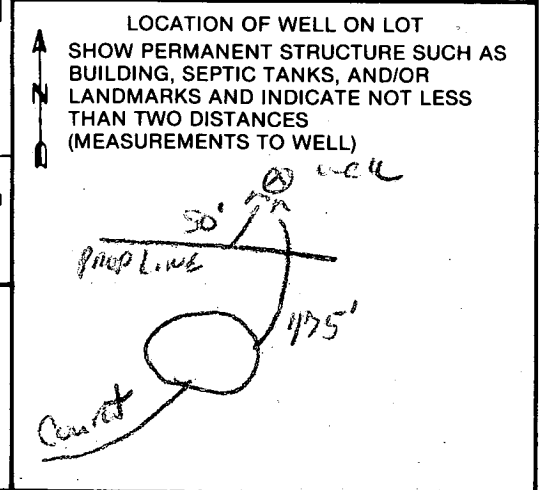 LOCATION OF WELL ON LOT
SHOW PERMANENT STRUCTURE SUCH AS
BUILDING, SEPTIC TANKS, AND/OR
N LANDMARKS AND INDICATE NOT LESS
THAN TWO DISTANCES
(MEASUREMENTS TO WELL)
well
50'
PROP LINE
Court